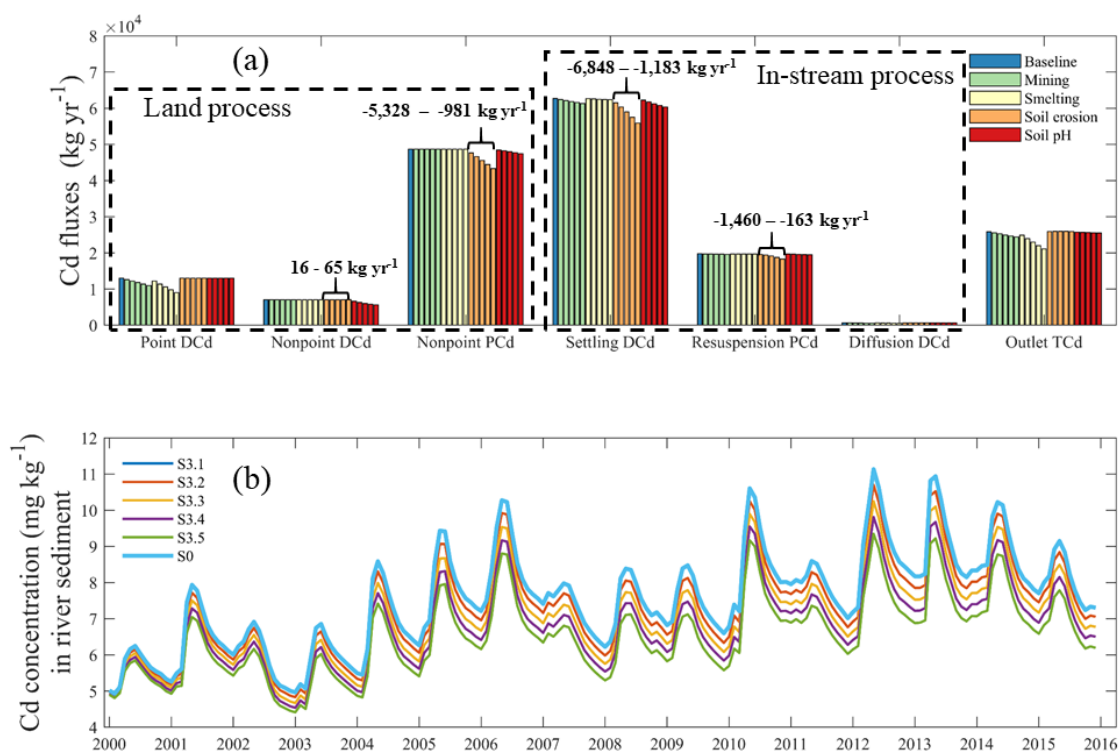 ×10⁴
8
7
6
5
4
3
2
1
0
Cd fluxes (kg yr⁻¹)
(a)
Land process
In-stream process
-5,328 – -981 kg yr⁻¹
-6,848 – -1,183 kg yr⁻¹
16 - 65 kg yr⁻¹
-1,460 – -163 kg yr⁻¹
Baseline
Mining
Smelting
Soil erosion
Soil pH
Point DCd
Nonpoint DCd
Nonpoint PCd
Settling DCd
Resuspension PCd
Diffusion DCd
Outlet TCd
Cd concentration (mg kg⁻¹)
in river sediment
12
11
10
9
8
7
6
5
4
(b)
S3.1
S3.2
S3.3
S3.4
S3.5
S0
2000 2001 2002 2003 2004 2005 2006 2007 2008 2009 2010 2011 2012 2013 2014 2015 2016